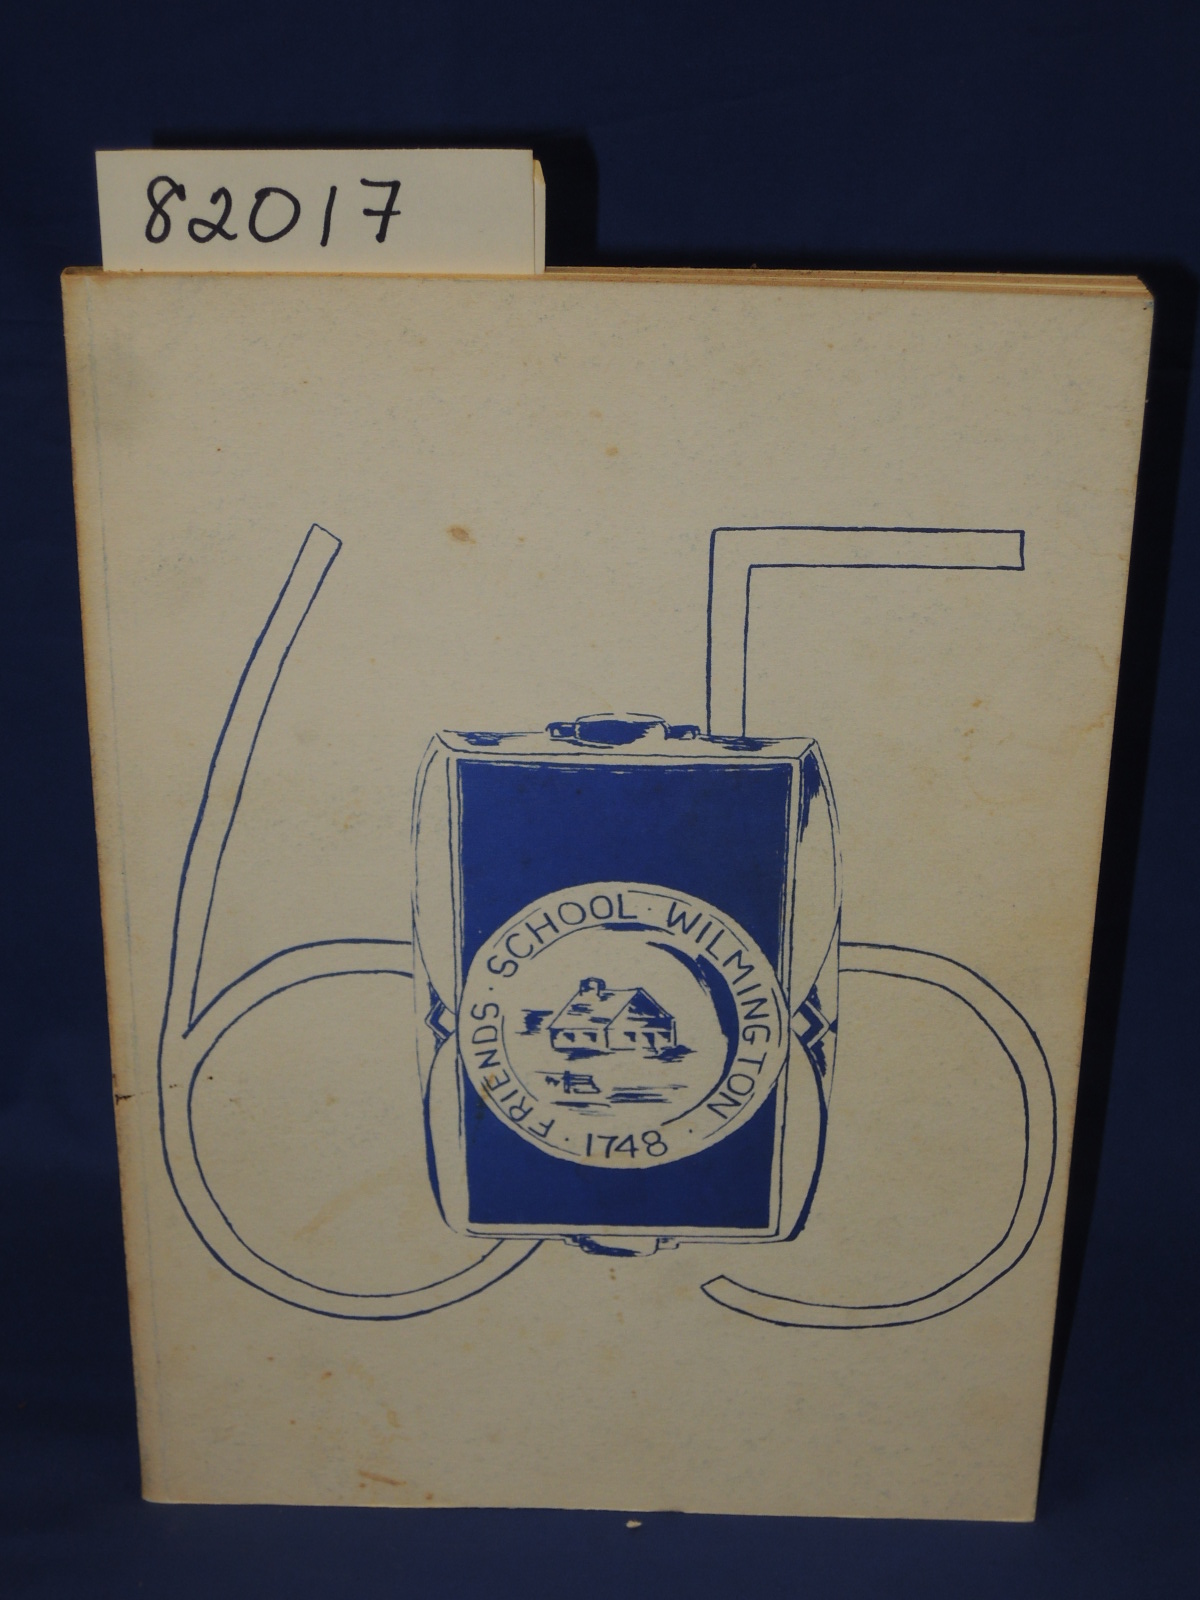 82017
65
FRIENDS · SCHOOL · WILMINGTON ·
· 1748